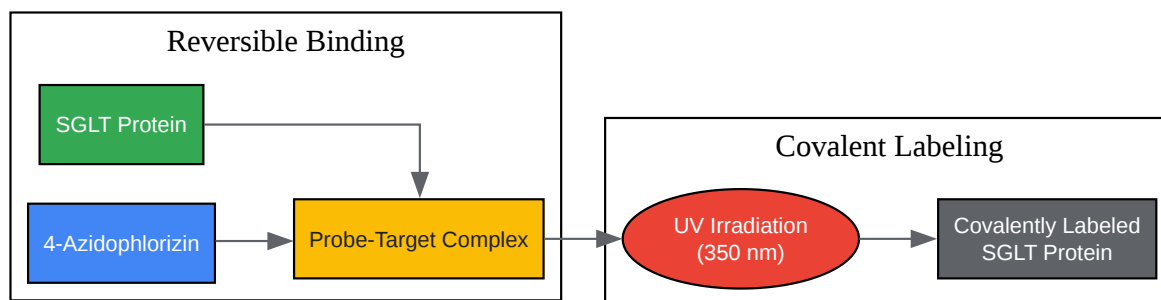 Reversible Binding
SGLT Protein
4-Azidophlorizin
Probe-Target Complex
Covalent Labeling
UV Irradiation
(350 nm)
Covalently Labeled
SGLT Protein